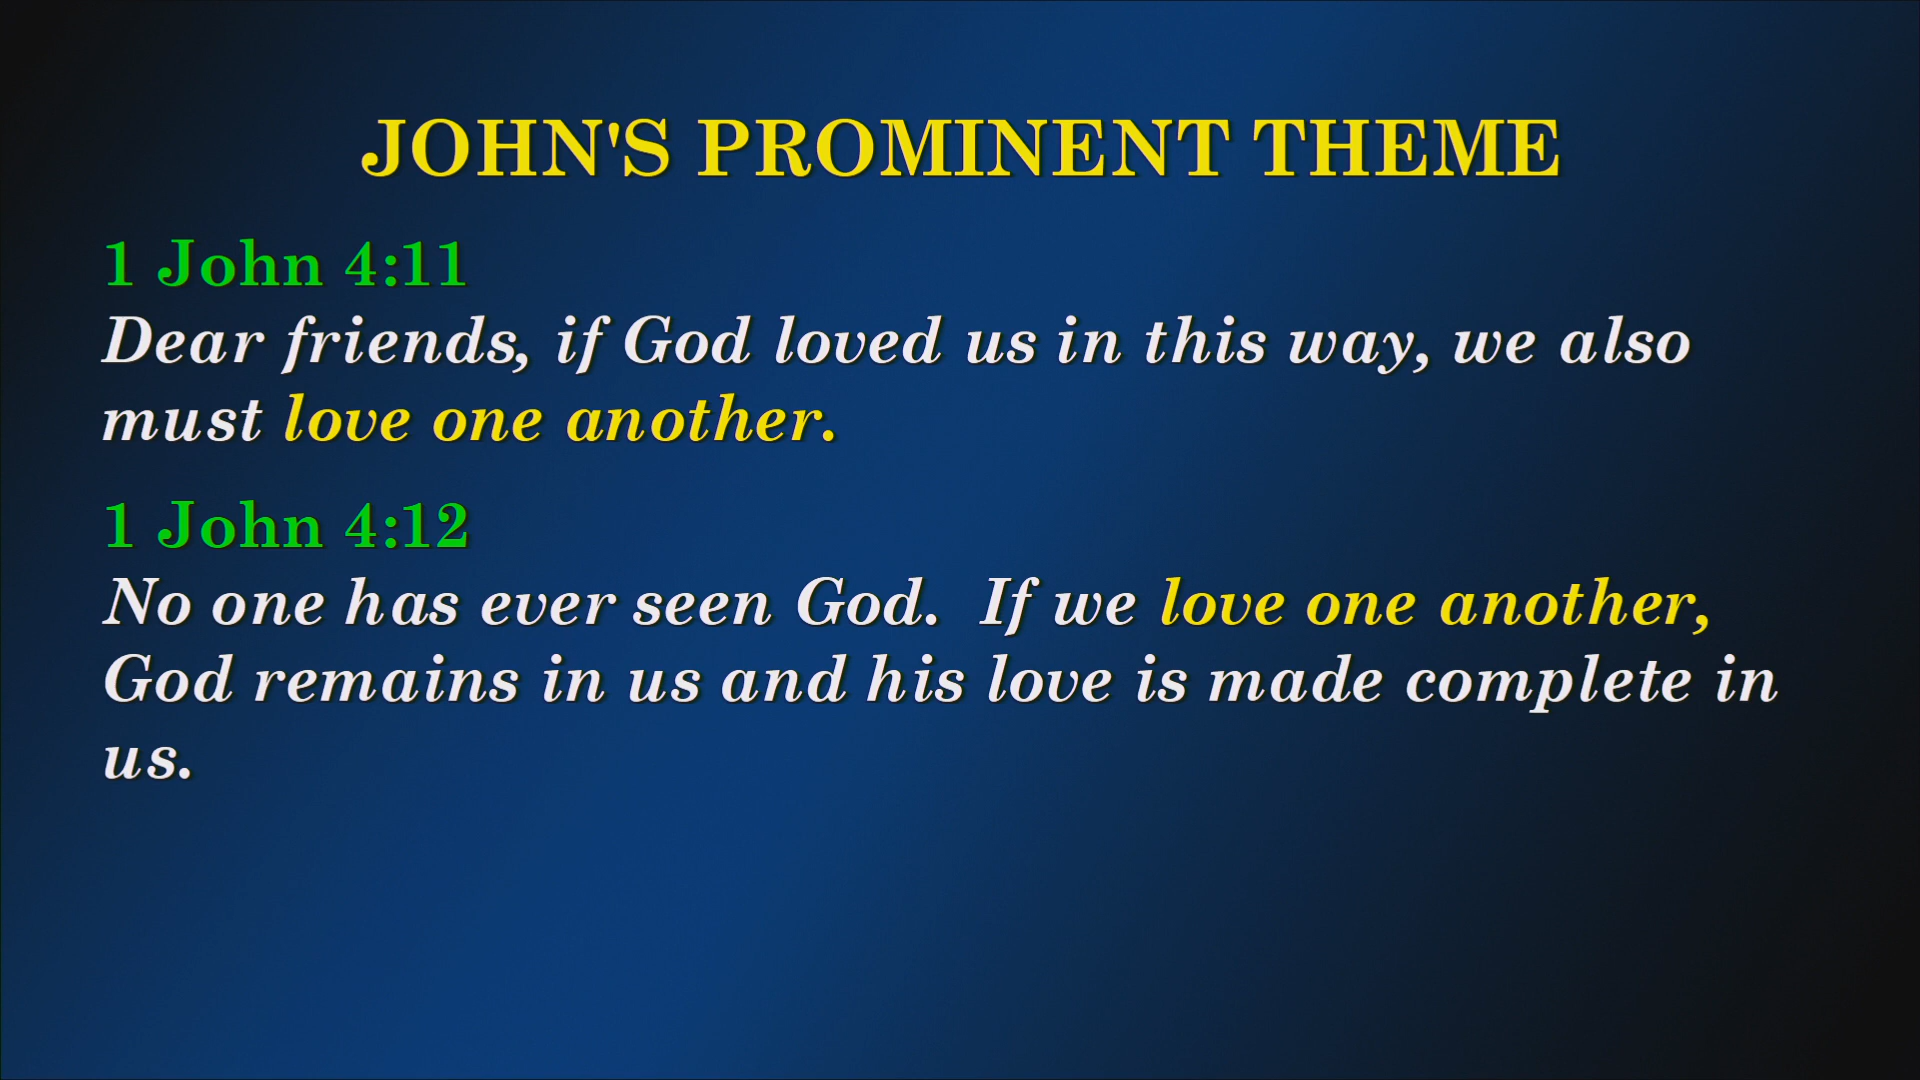 JOHN'S PROMINENT THEME
1 John 4:11
Dear friends, if God loved us in this way, we also
must love one another.
1 John 4:12
No one has ever seen God.  If we love one another,
God remains in us and his love is made complete in
us.